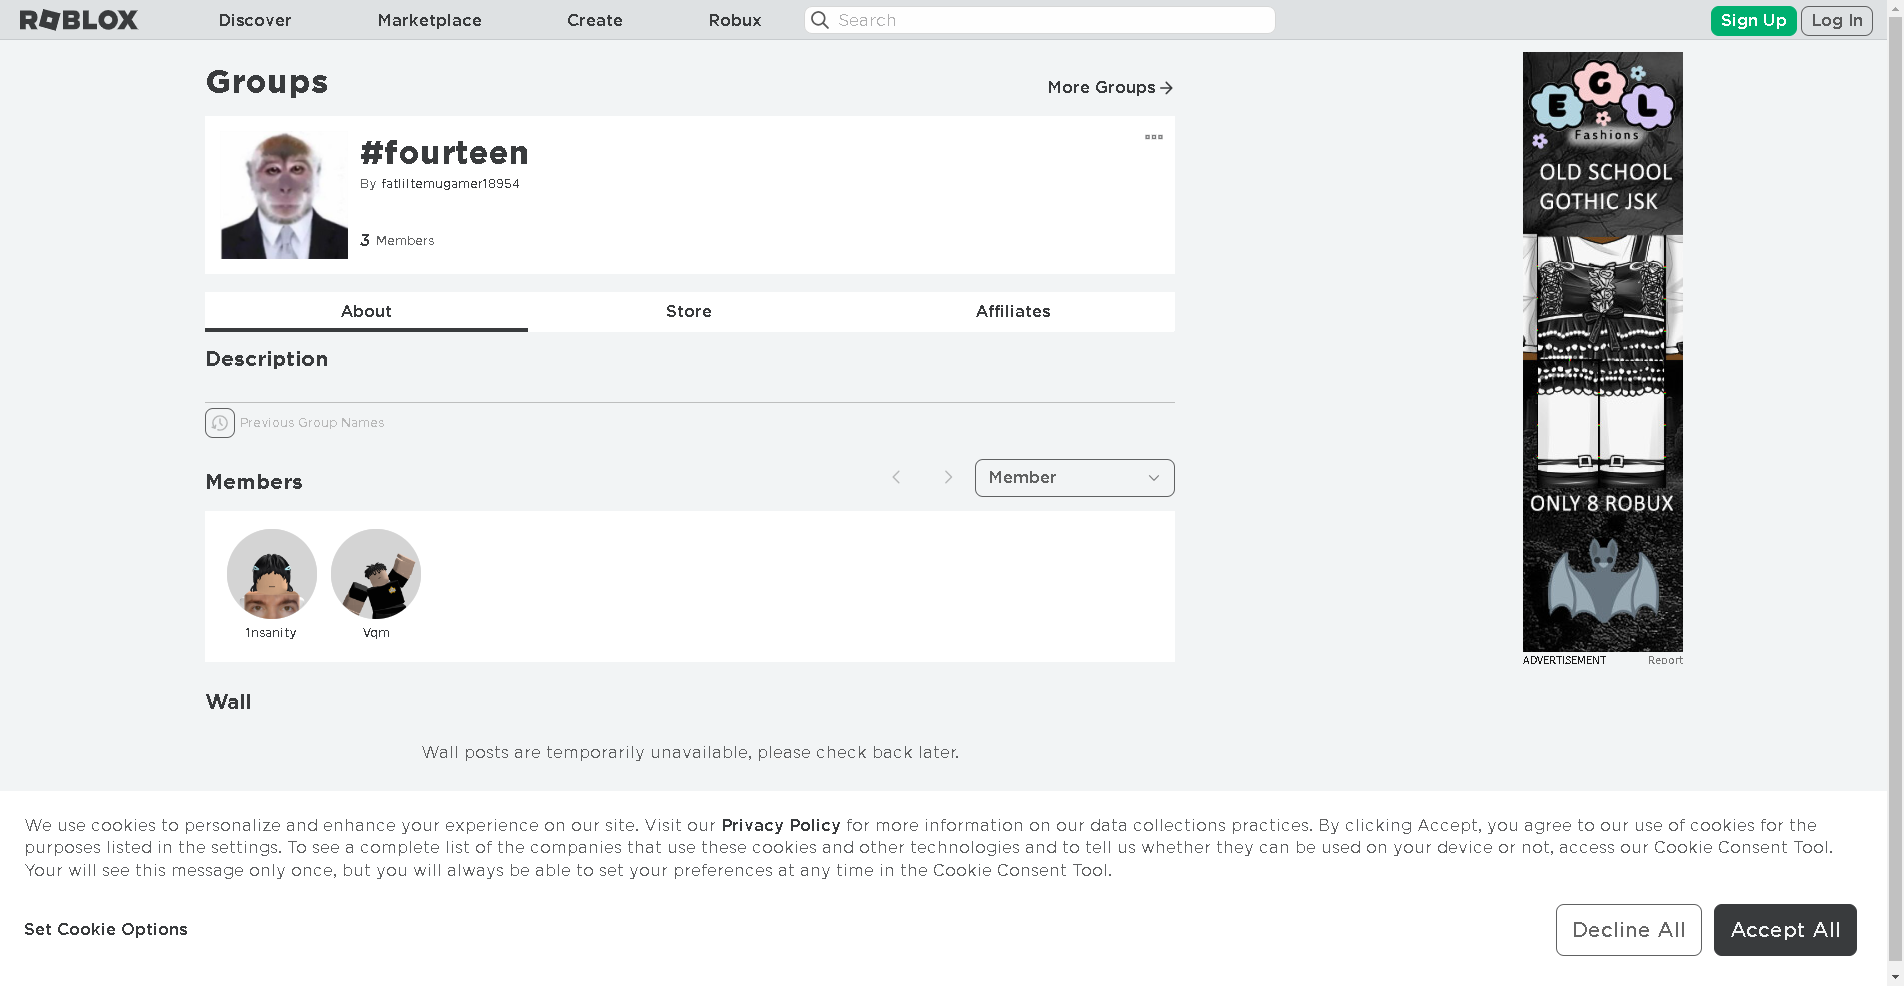 ROBLOX
Discover
Marketplace
Create
Robux
Search
Sign Up
Log In
Groups
More Groups
#fourteen
By fatliltemugamer18954
3 Members
About
Store
Affiliates
Description
Previous Group Names
Members
Member
1nsanity
Vqm
Wall
Wall posts are temporarily unavailable, please check back later.
EGL
Fashions
OLD SCHOOL
GOTHIC JSK
ONLY 8 ROBUX
ADVERTISEMENT
Report
We use cookies to personalize and enhance your experience on our site. Visit our Privacy Policy for more information on our data collections practices. By clicking Accept, you agree to our use of cookies for the
purposes listed in the settings. To see a complete list of the companies that use these cookies and other technologies and to tell us whether they can be used on your device or not, access our Cookie Consent Tool.
Your will see this message only once, but you will always be able to set your preferences at any time in the Cookie Consent Tool.
Set Cookie Options
Decline All
Accept All